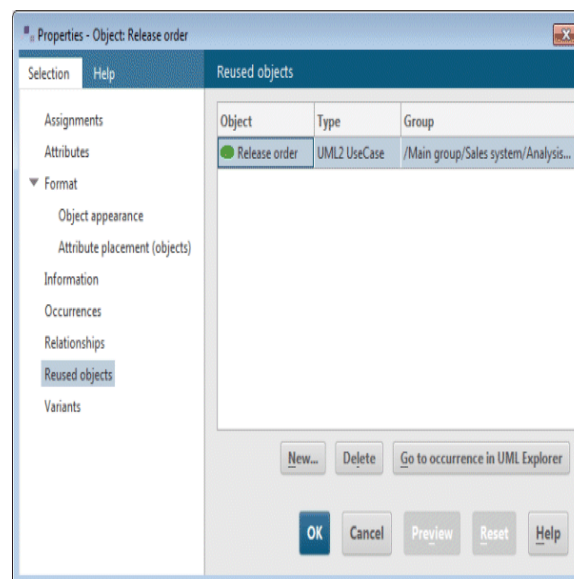 Properties - Object: Release order
Selection Help Reused objects
Assignments
Attributes
Format
Object appearance
Attribute placement (objects)
Information
Occurrences
Relationships
Reused objects
Variants
Object Type Group
Release order UML2 UseCase /Main group/Sales system/Analysis...
New... Delete Go to occurrence in UML Explorer
OK Cancel Preview Reset Help